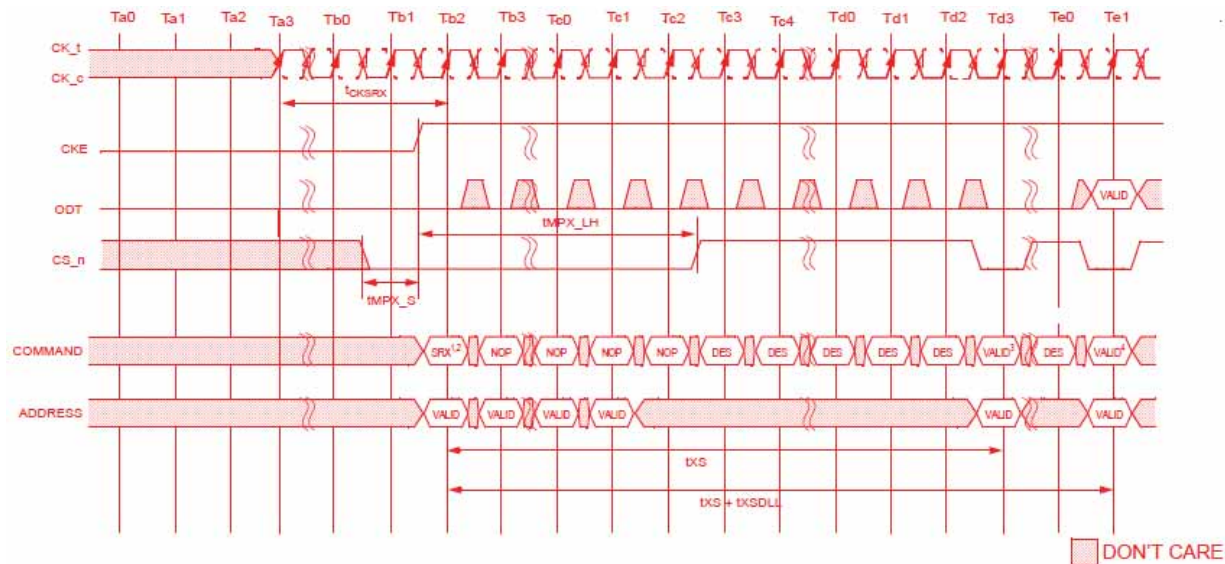 Ta0 Ta1 Ta2 Ta3 Tb0 Tb1 Tb2 Tb3 Tc0 Tc1 Tc2 Tc3 Tc4 Td0 Td1 Td2 Td3 Te0 Te1
CK_t
CK_c
tCKSRX
CKE
ODT VALID
tMPX_LH
CS_n
tMPX_S
COMMAND SRX1,2 NOP NOP NOP NOP DES DES DES DES DES VALID3 DES VALID4
ADDRESS VALID VALID VALID VALID VALID VALID
tXS
tXS + tXSDLL
DON'T CARE